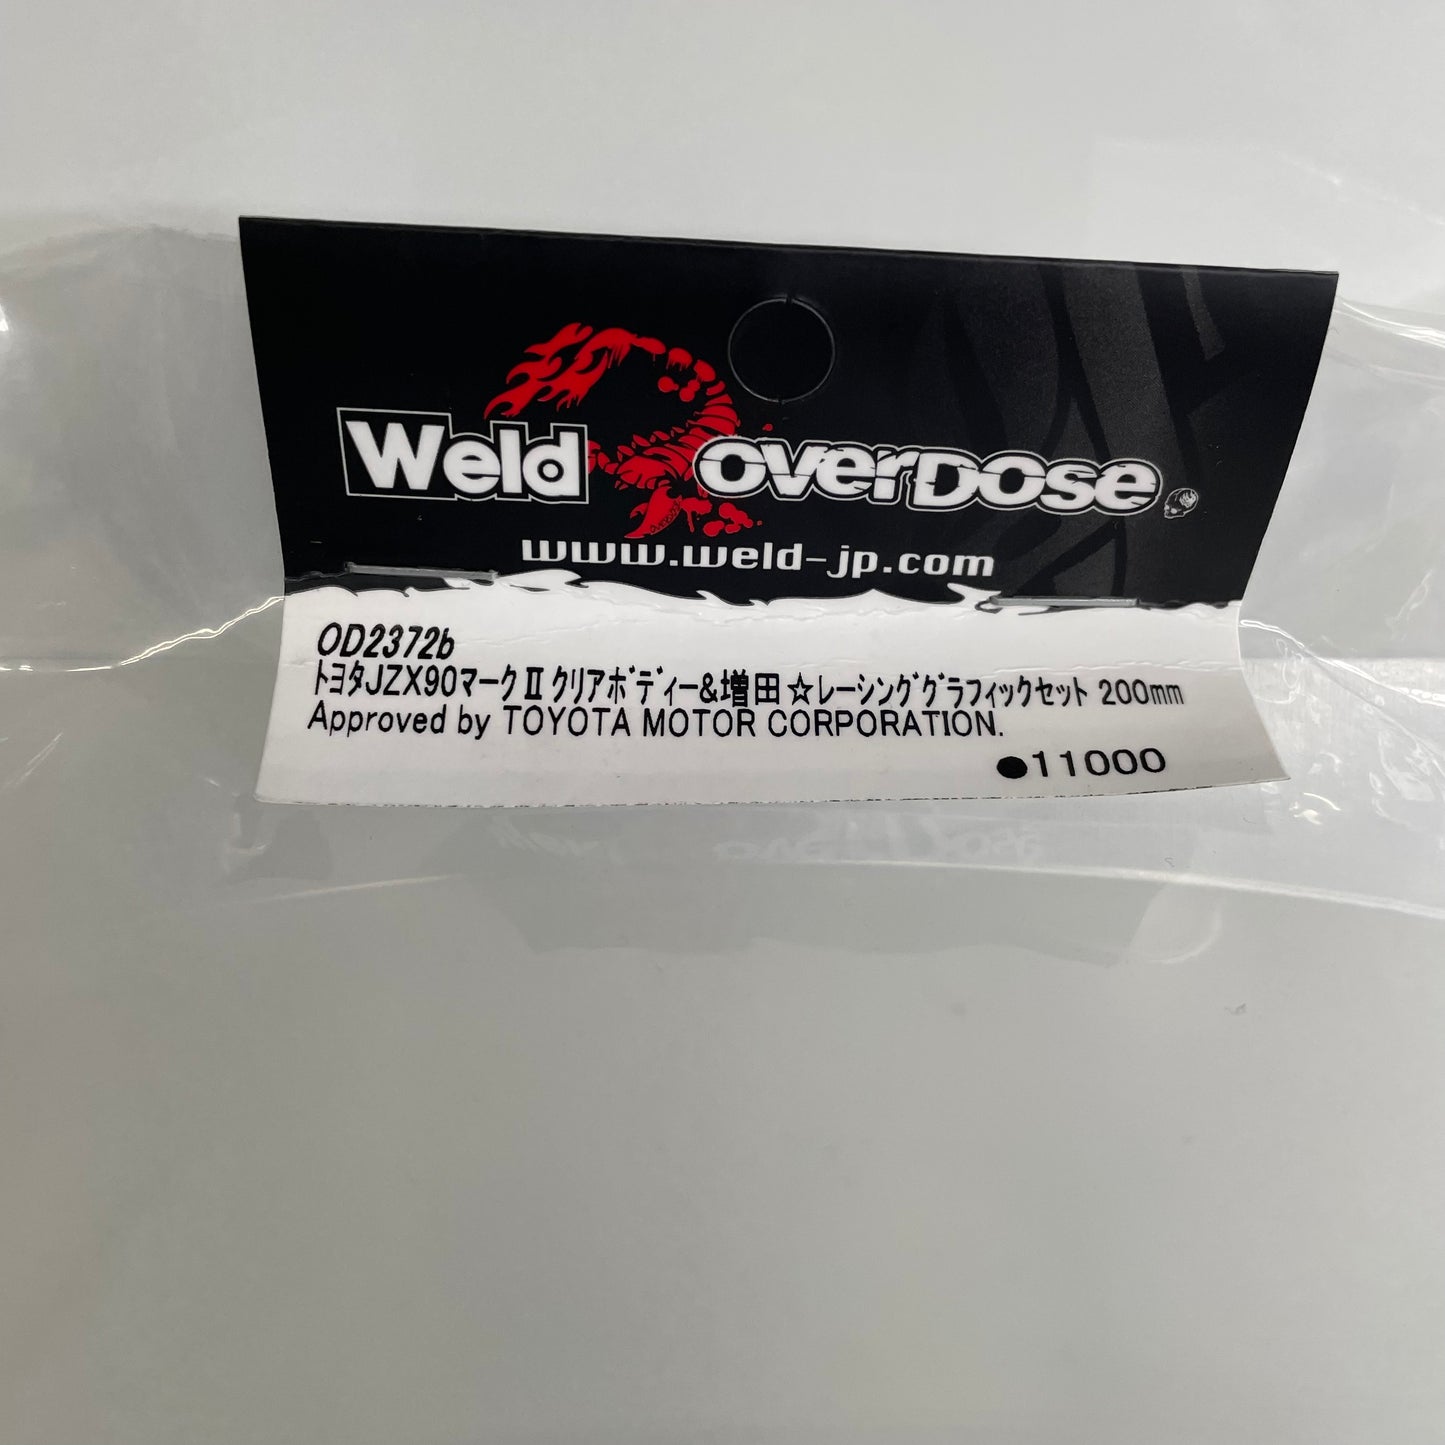 Weld OVERDOSE
www.weld-jp.com
OD2372b
ﾄﾖﾀJZX90マークⅡ ｸﾘｱﾎﾞﾃﾞｨｰ&増田☆ﾚｰｼﾝｸﾞｸﾞﾗﾌｨｯｸｾｯﾄ 200mm
Approved by TOYOTA MOTOR CORPORATION.
●11000